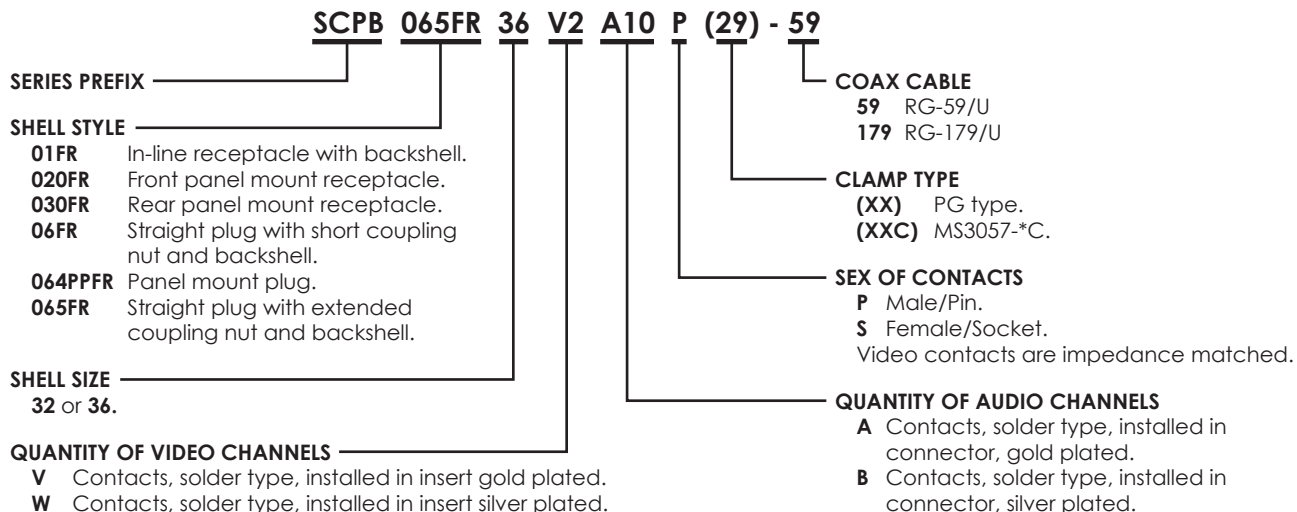 SCPB 065FR 36 V2 A10 P (29) - 59
SERIES PREFIX
SHELL STYLE
01FR In-line receptacle with backshell.
020FR Front panel mount receptacle.
030FR Rear panel mount receptacle.
06FR Straight plug with short coupling
nut and backshell.
064PPFR Panel mount plug.
065FR Straight plug with extended
coupling nut and backshell.
SHELL SIZE
32 or 36.
QUANTITY OF VIDEO CHANNELS
V Contacts, solder type, installed in insert gold plated.
W Contacts, solder type, installed in insert silver plated.
COAX CABLE
59 RG-59/U
179 RG-179/U
CLAMP TYPE
(XX) PG type.
(XXC) MS3057-*C.
SEX OF CONTACTS
P Male/Pin.
S Female/Socket.
Video contacts are impedance matched.
QUANTITY OF AUDIO CHANNELS
A Contacts, solder type, installed in
connector, gold plated.
B Contacts, solder type, installed in
connector, silver plated.